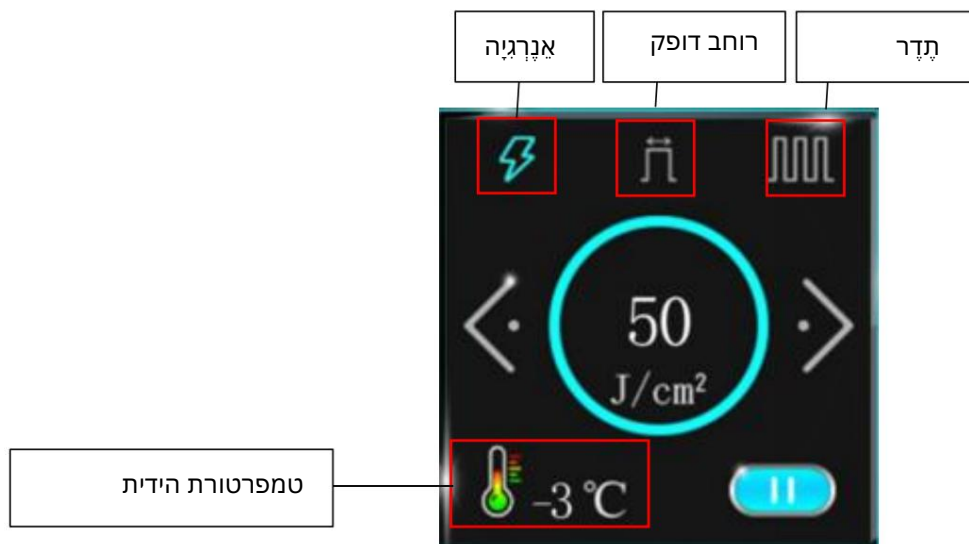 תֶדֶר
רוחב דופק
אֵנֶרְגִיָה
50
J/cm²
-3 ℃
טמפרטורת הידית